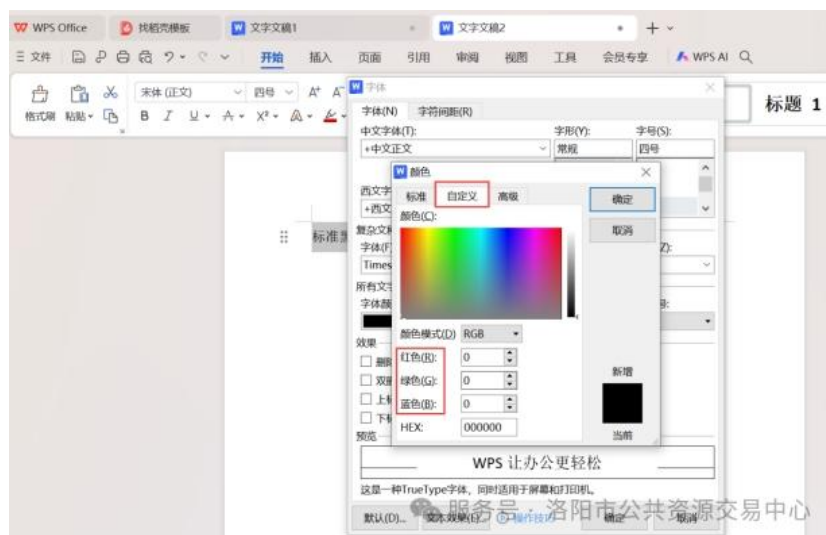 WPS Office 找稻壳模板 文字文稿1 文字文稿2
文件 开始 插入 页面 引用 审阅 视图 工具 会员专享 WPS AI
格式刷 粘贴 宋体 (正文) 四号 A⁺ A⁻ 标题 1
B I U A X² A
字体
字体(N) 字符间距(R)
中文字体(T): 字形(Y): 字号(S):
+中文正文 常规 四号
颜色
标准 自定义 高级 确定
取消
颜色(C):
西文字
+西文
标准
字体(F
Times
Z):
所有文字
字体颜
号:
颜色模式(D) RGB
效果
红色(R): 0
绿色(G): 0
蓝色(B): 0
HEX: 000000
新增
当前
预览
WPS 让办公更轻松
这是一种TrueType字体，同时适用于屏幕和打印机。
默认(D)... 文本效果(E) 操作技巧 确定 取消
服务号 · 洛阳市公共资源交易中心